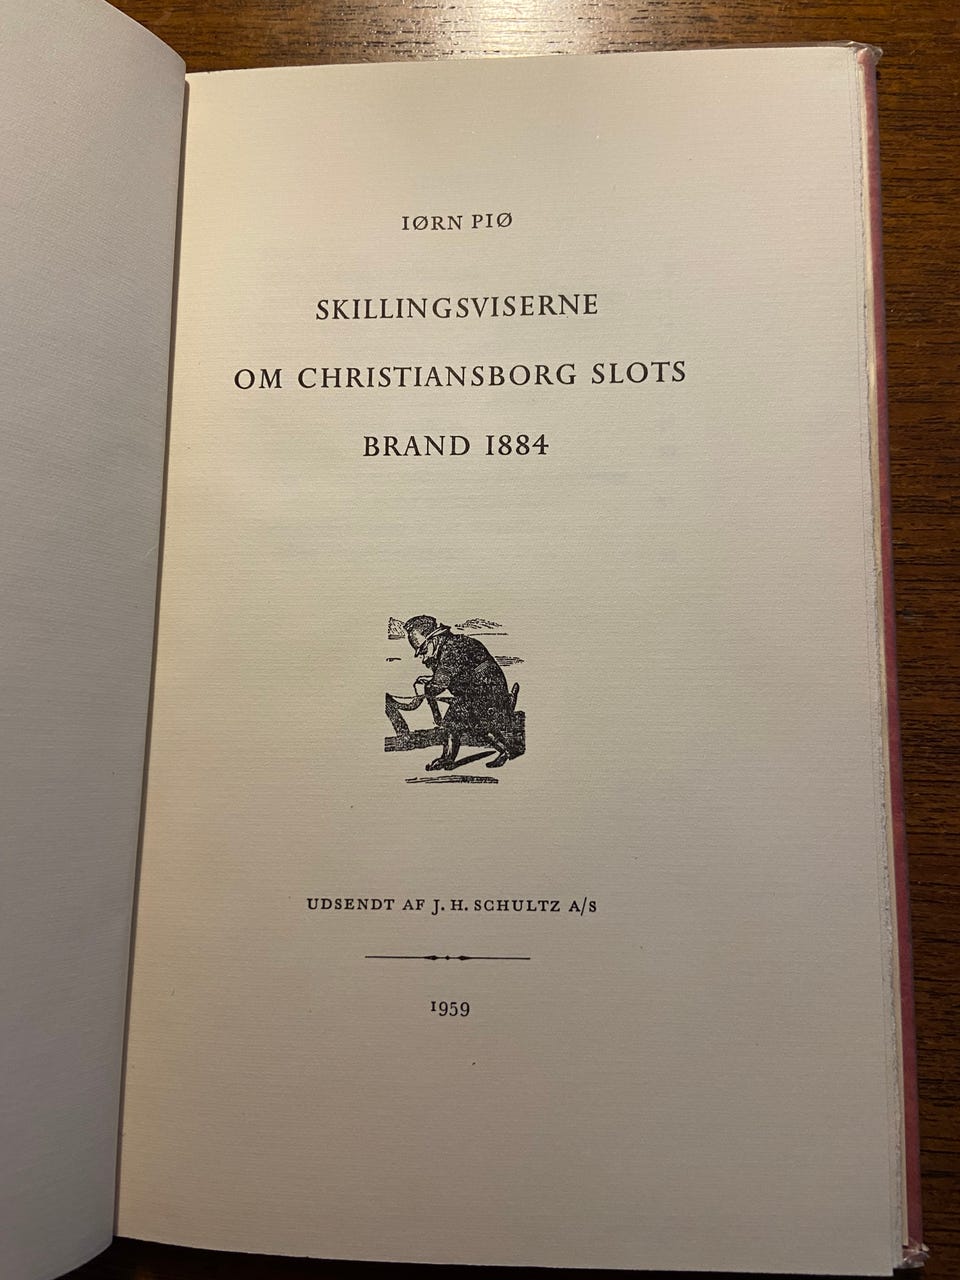 IØRN PIØ
SKILLINGSVISERNE
OM CHRISTIANSBORG SLOTS
BRAND 1884
UDSENDT AF J. H. SCHULTZ A/S
1959